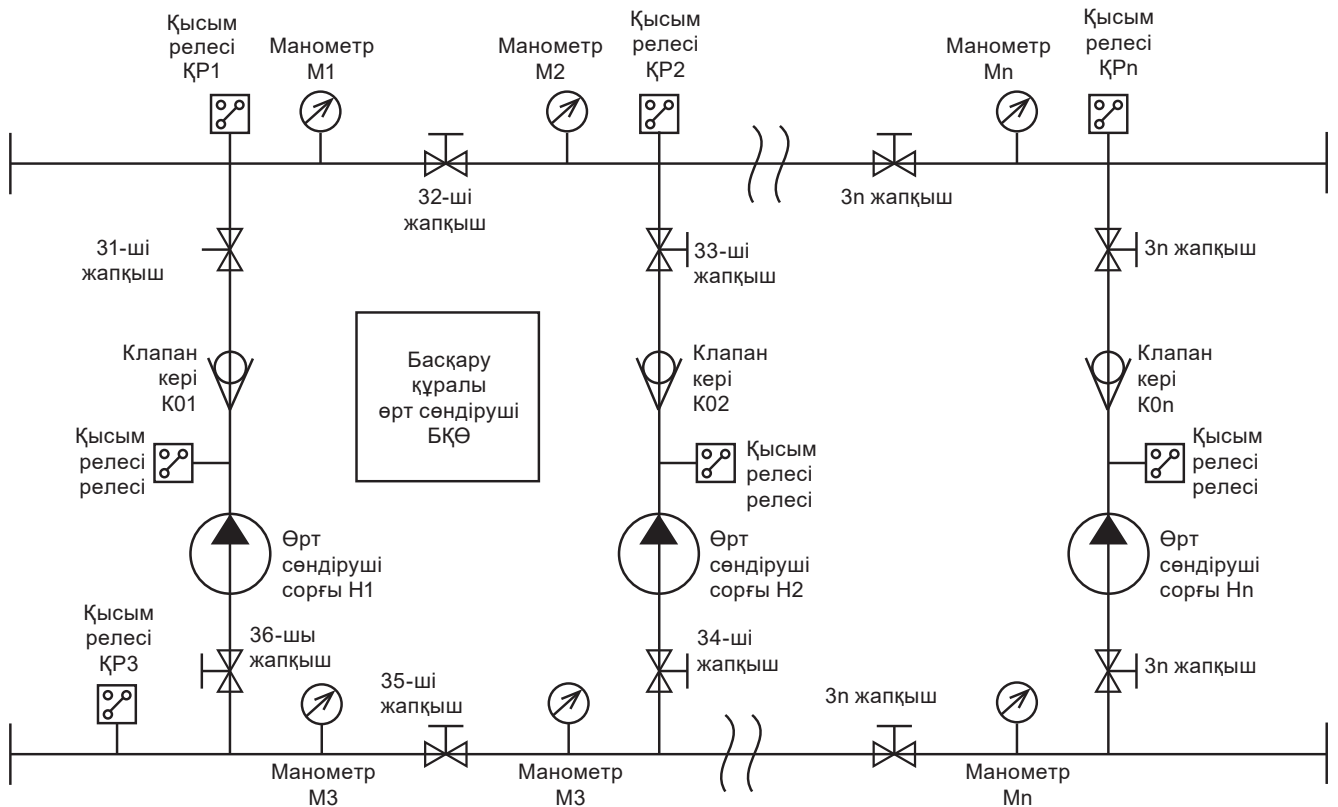 Қысым
релесі
ҚР1
Манометр
М1
Манометр
М2
Қысым
релесі
ҚР2
Манометр
Мn
Қысым
релесі
ҚРn
32-ші
жапқыш
3n жапқыш
31-ші
жапқыш
33-ші
жапқыш
3n жапқыш
Клапан
кері
К01
Басқару
құралы
өрт сөндіруші
БҚӨ
Клапан
кері
К02
Клапан
кері
К0n
Қысым
релесі
релесі
Қысым
релесі
релесі
Қысым
релесі
релесі
Өрт
сөндіруші
сорғы Н1
Өрт
сөндіруші
сорғы Н2
Өрт
сөндіруші
сорғы Нn
Қысым
релесі
ҚР3
36-шы
жапқыш
34-ші
жапқыш
3n жапқыш
35-ші
жапқыш
3n жапқыш
Манометр
М3
Манометр
М3
Манометр
Мn